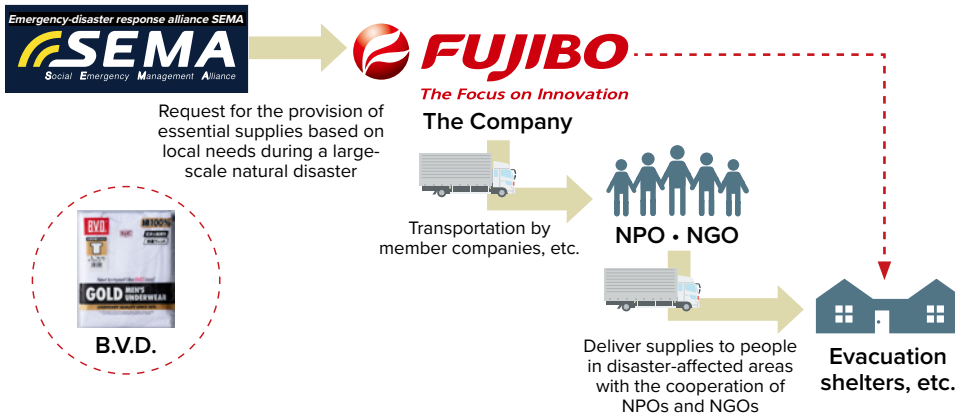 Emergency-disaster response alliance SEMA
SEMA
Social Emergency Management Alliance
FUJIBO
The Focus on Innovation
The Company
Request for the provision of
essential supplies based on
local needs during a large-
scale natural disaster
Transportation by
member companies, etc.
NPO・NGO
B.V.D.
GOLD MEN'S
UNDERWEAR
B.V.D.
Deliver supplies to people
in disaster-affected areas
with the cooperation of
NPOs and NGOs
Evacuation
shelters, etc.